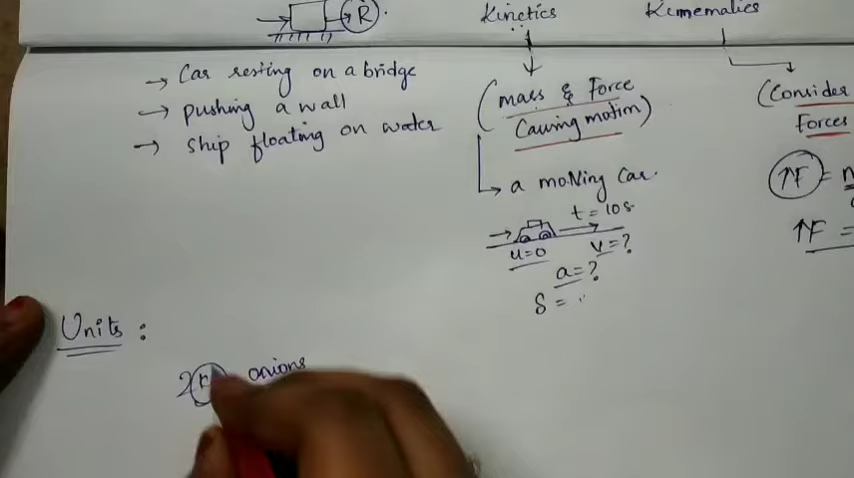 R
Kinetics
Kinematics
→ Car resting on a bridge
→ pushing a wall
→ ship floating on water
(mass & Force
Causing motion)
→ a moving car.
t = 10s
u=0
v=?
a=?
S =
(Consider
Forces
↑F =
↑F =
Units :
2 onions